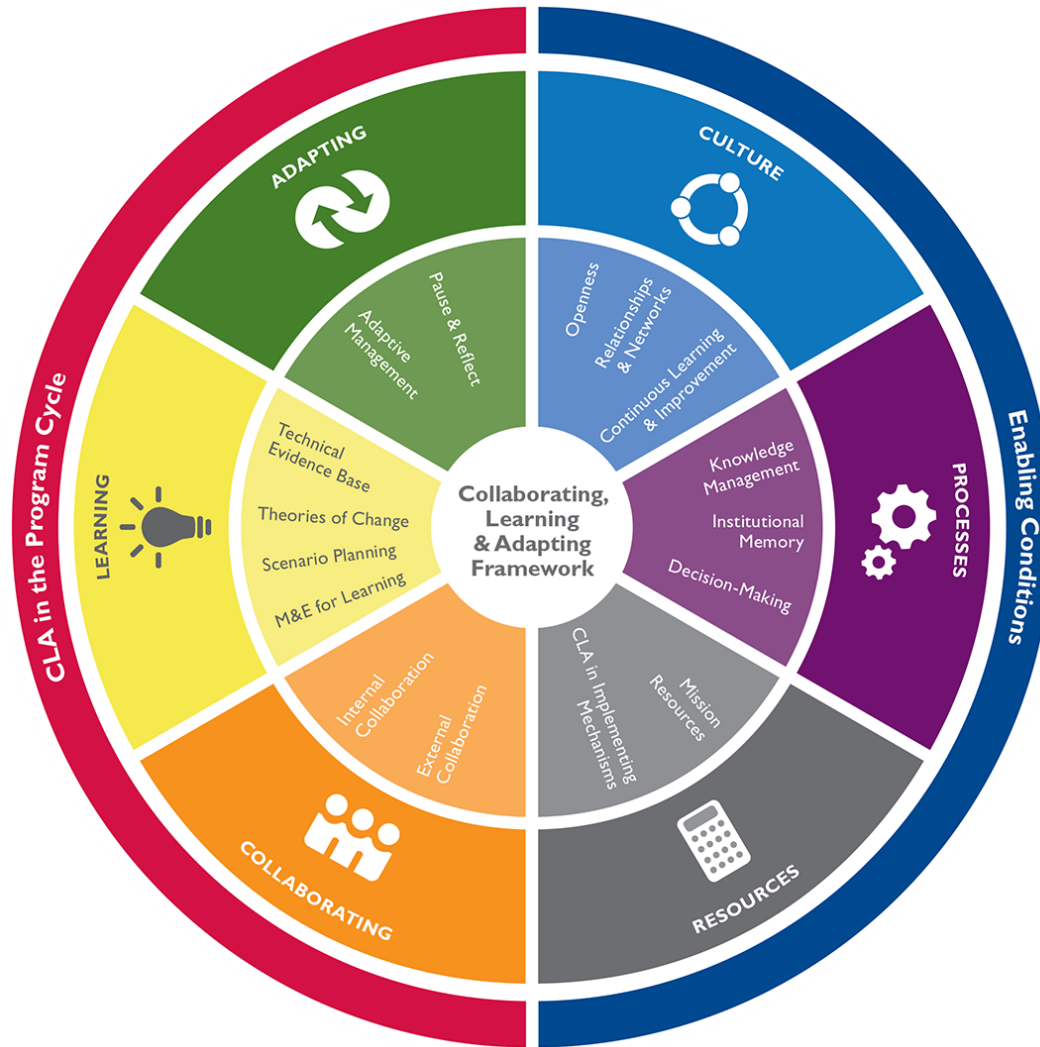 CLA in the Program Cycle
ADAPTING
Adaptive
Management
Pause & Reflect
LEARNING
Technical
Evidence Base
Theories of Change
Scenario Planning
M&E for Learning
COLLABORATING
Internal
Collaboration
External
Collaboration
Collaborating,
Learning
& Adapting
Framework
Enabling Conditions
CULTURE
Openness
Relationships
& Networks
Continuous Learning
& Improvement
PROCESSES
Knowledge
Management
Institutional
Memory
Decision-Making
RESOURCES
Mission
Resources
CLA in Implementing
Mechanisms